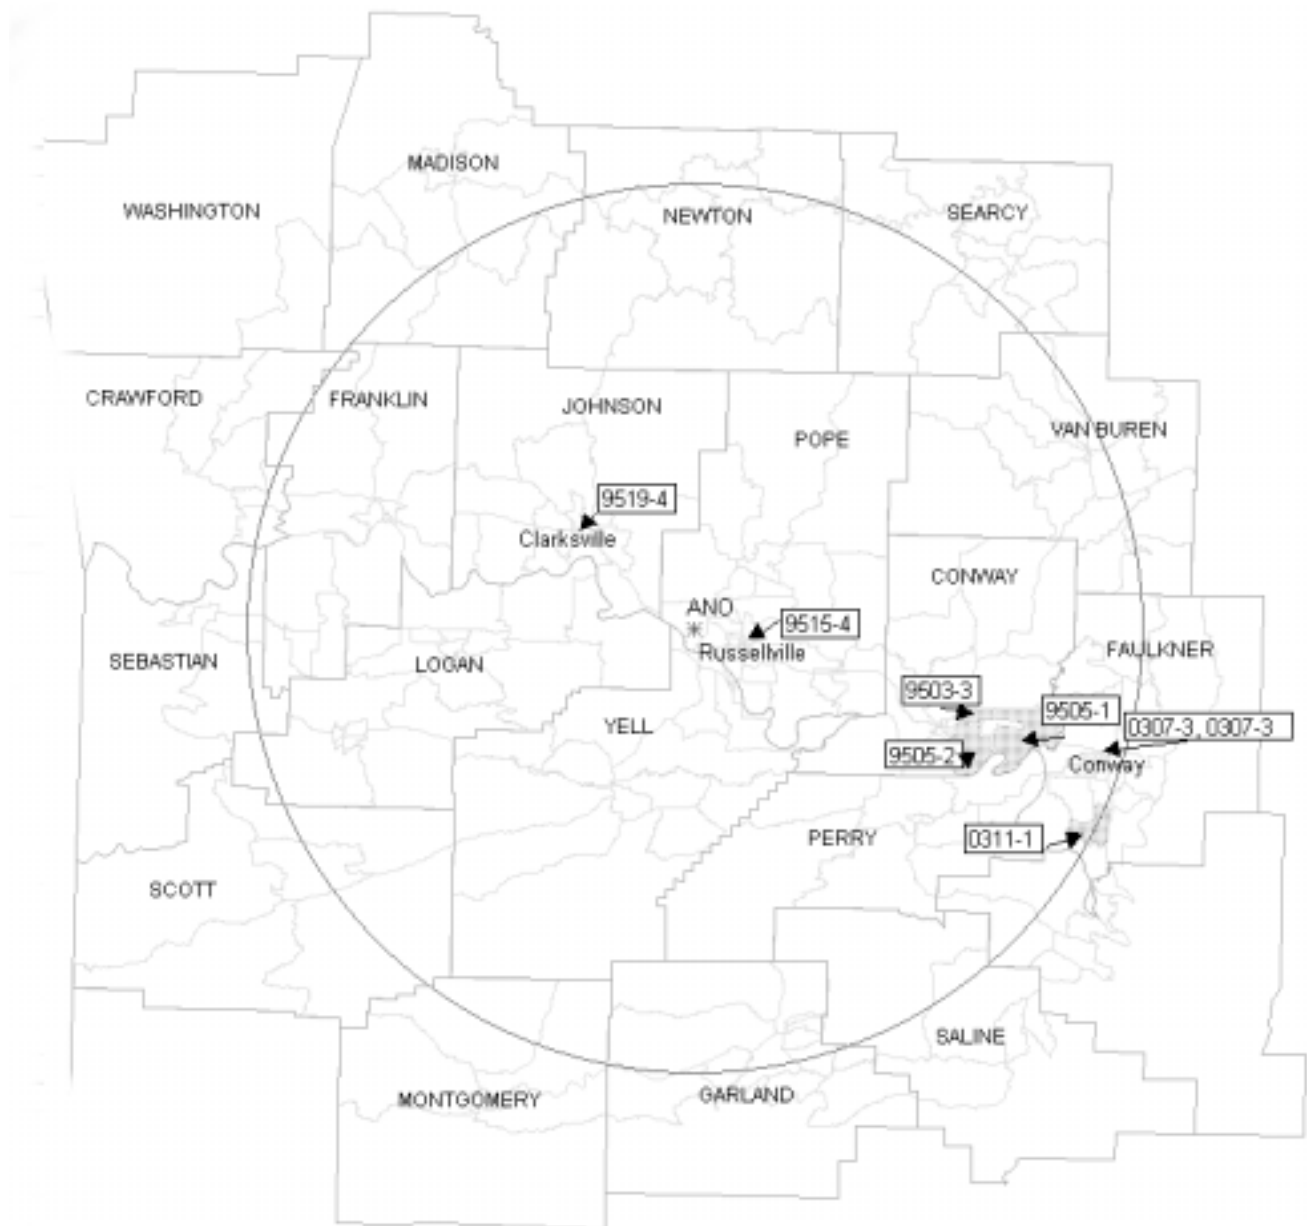 MADISON
WASHINGTON
NEWTON
SEARCY
CRAWFORD
FRANKLIN
JOHNSON
VAN BUREN
POPE
9519-4
Clarksville
CONWAY
ANO
9515-4
Russellville
SEBASTIAN
LOGAN
FAULKNER
9503-3
9505-1
YELL
0307-3, 0307-3
9505-2
Conway
PERRY
0311-1
SCOTT
SALINE
MONTGOMERY
GARLAND